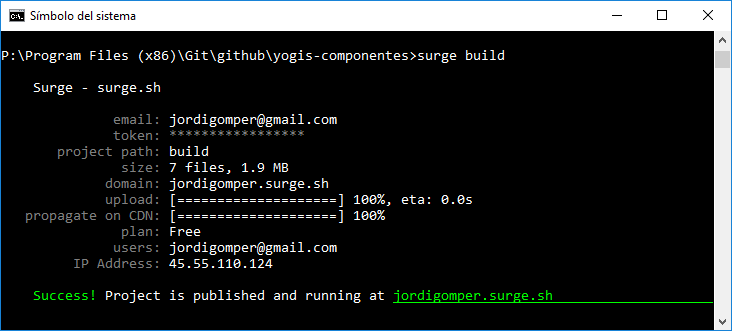 Símbolo del sistema
P:\Program Files (x86)\Git\github\yogis-componentes>surge build
Surge - surge.sh
email: jordigomper@gmail.com
token: *****************
project path: build
size: 7 files, 1.9 MB
domain: jordigomper.surge.sh
upload: [====================] 100%, eta: 0.0s
propagate on CDN: [====================] 100%
plan: Free
users: jordigomper@gmail.com
IP Address: 45.55.110.124
Success! Project is published and running at jordigomper.surge.sh